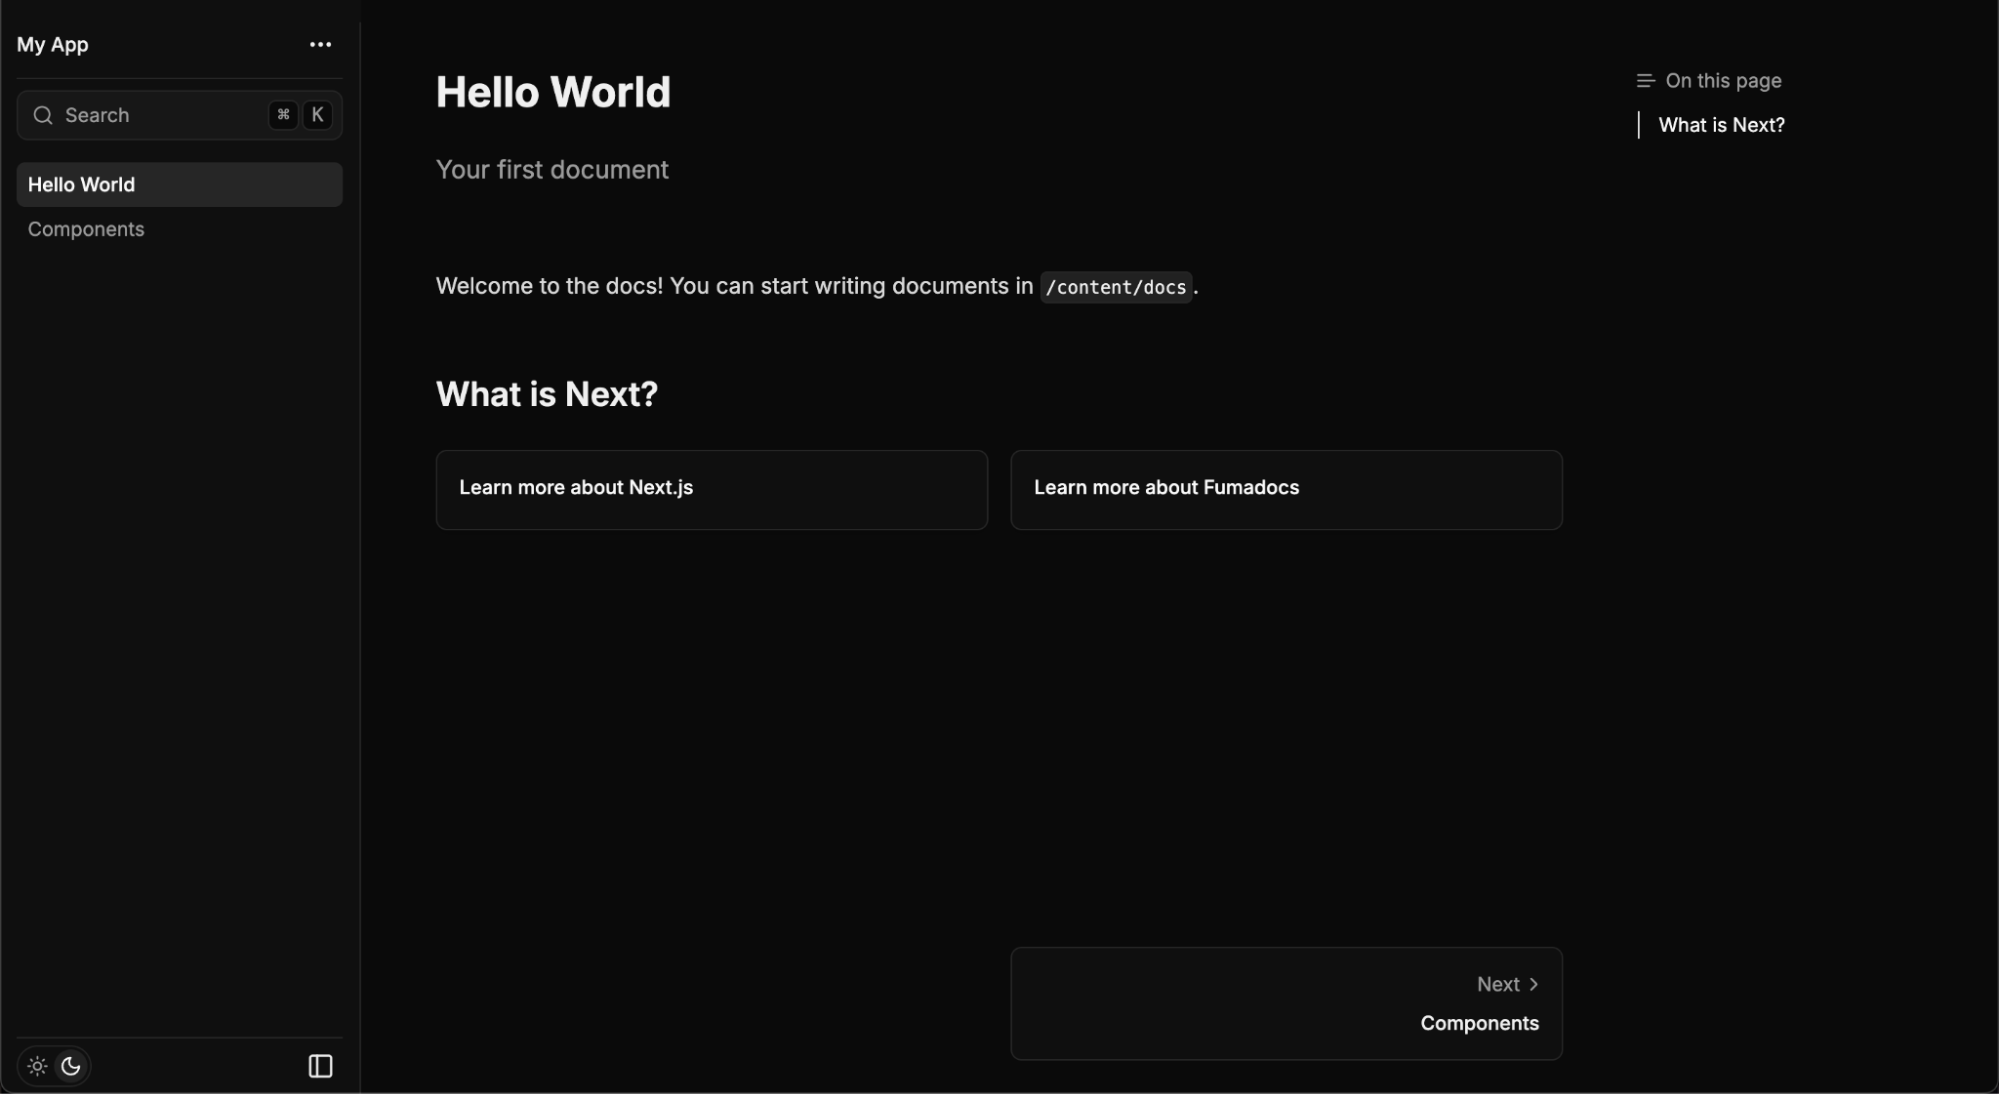 My App
Search ⌘ K
Hello World
Components
Hello World
Your first document
Welcome to the docs! You can start writing documents in /content/docs.
What is Next?
Learn more about Next.js
Learn more about Fumadocs
Next
Components
On this page
What is Next?